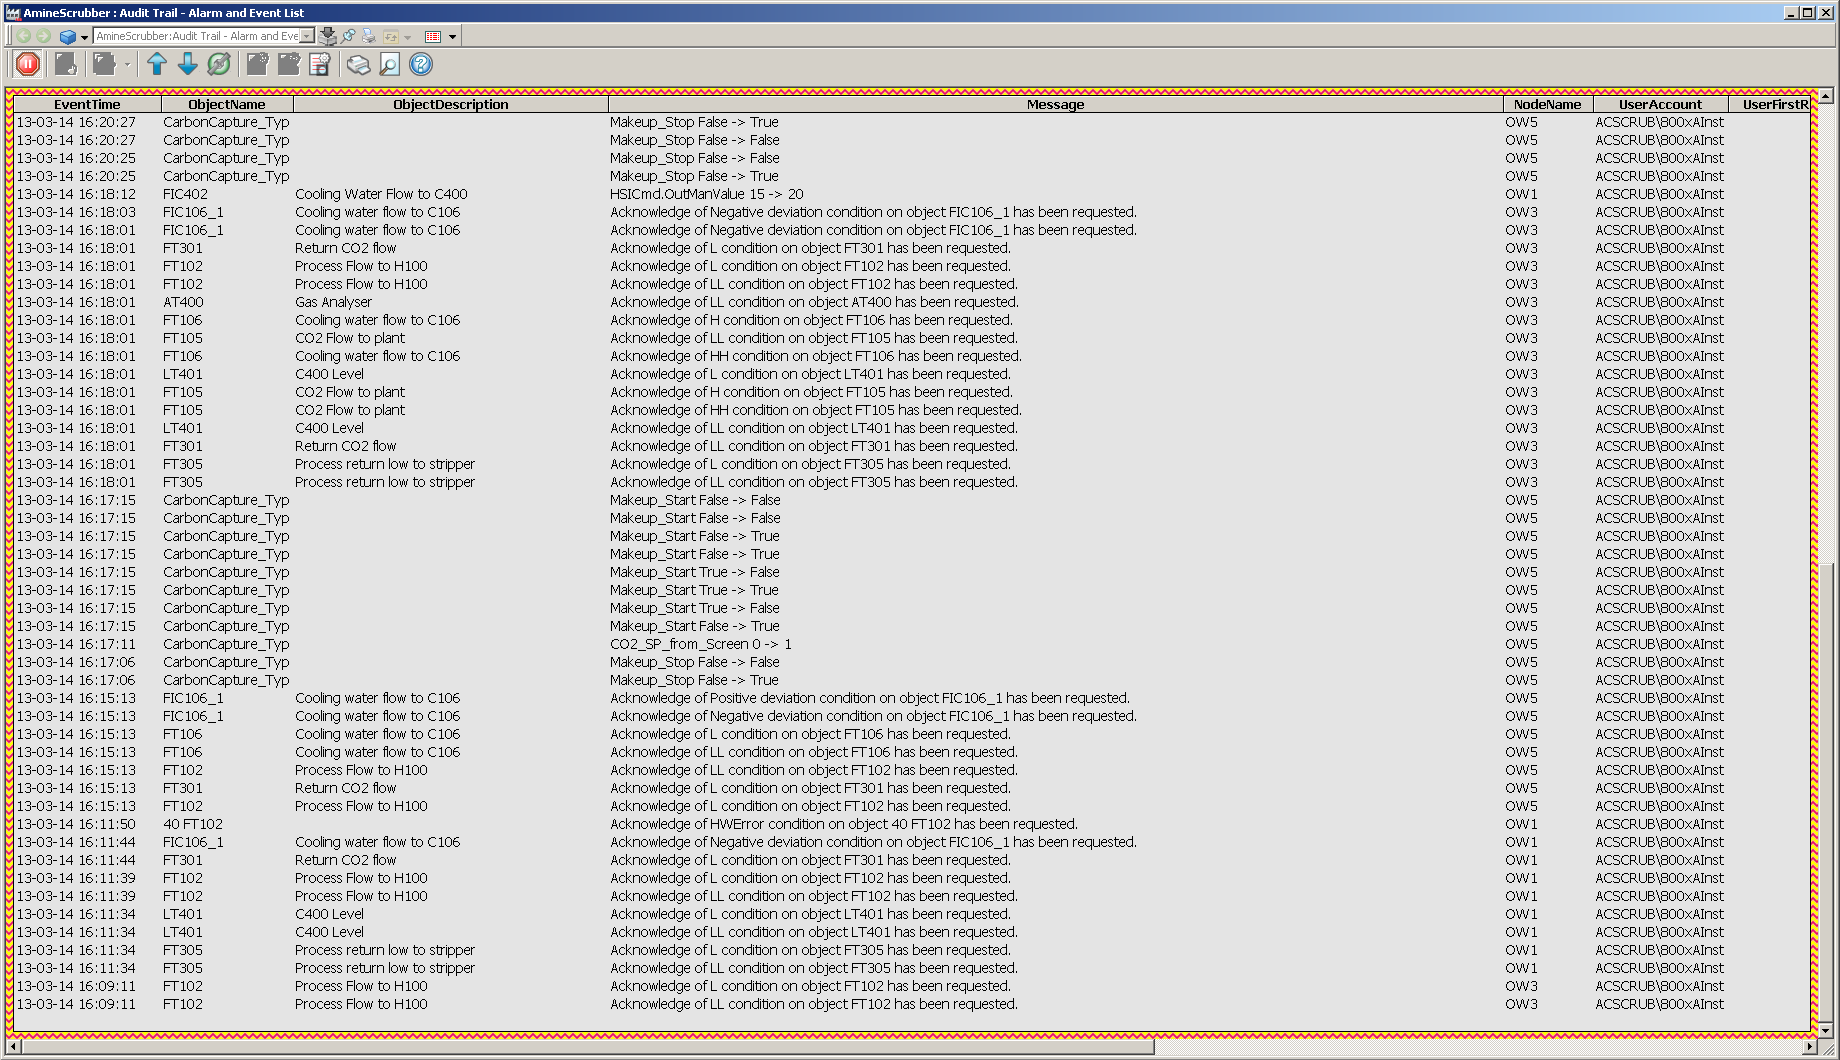 AmineScrubber : Audit Trail - Alarm and Event List
AmineScrubber:Audit Trail - Alarm and Eve
EventTime ObjectName ObjectDescription Message NodeName UserAccount UserFirstR
13-03-14 16:20:27 CarbonCapture_Typ Makeup_Stop False -> True OW5 ACSCRUB\800xAInst
13-03-14 16:20:27 CarbonCapture_Typ Makeup_Stop False -> False OW5 ACSCRUB\800xAInst
13-03-14 16:20:25 CarbonCapture_Typ Makeup_Stop False -> False OW5 ACSCRUB\800xAInst
13-03-14 16:20:25 CarbonCapture_Typ Makeup_Stop False -> True OW5 ACSCRUB\800xAInst
13-03-14 16:18:12 FIC402 Cooling Water Flow to C400 HSICmd.OutManValue 15 -> 20 OW1 ACSCRUB\800xAInst
13-03-14 16:18:03 FIC106_1 Cooling water flow to C106 Acknowledge of Negative deviation condition on object FIC106_1 has been requested. OW3 ACSCRUB\800xAInst
13-03-14 16:18:01 FIC106_1 Cooling water flow to C106 Acknowledge of Negative deviation condition on object FIC106_1 has been requested. OW3 ACSCRUB\800xAInst
13-03-14 16:18:01 FT301 Return CO2 flow Acknowledge of L condition on object FT301 has been requested. OW3 ACSCRUB\800xAInst
13-03-14 16:18:01 FT102 Process Flow to H100 Acknowledge of L condition on object FT102 has been requested. OW3 ACSCRUB\800xAInst
13-03-14 16:18:01 FT102 Process Flow to H100 Acknowledge of LL condition on object FT102 has been requested. OW3 ACSCRUB\800xAInst
13-03-14 16:18:01 AT400 Gas Analyser Acknowledge of LL condition on object AT400 has been requested. OW3 ACSCRUB\800xAInst
13-03-14 16:18:01 FT106 Cooling water flow to C106 Acknowledge of H condition on object FT106 has been requested. OW3 ACSCRUB\800xAInst
13-03-14 16:18:01 FT105 CO2 Flow to plant Acknowledge of LL condition on object FT105 has been requested. OW3 ACSCRUB\800xAInst
13-03-14 16:18:01 FT106 Cooling water flow to C106 Acknowledge of HH condition on object FT106 has been requested. OW3 ACSCRUB\800xAInst
13-03-14 16:18:01 LT401 C400 Level Acknowledge of L condition on object LT401 has been requested. OW3 ACSCRUB\800xAInst
13-03-14 16:18:01 FT105 CO2 Flow to plant Acknowledge of H condition on object FT105 has been requested. OW3 ACSCRUB\800xAInst
13-03-14 16:18:01 FT105 CO2 Flow to plant Acknowledge of HH condition on object FT105 has been requested. OW3 ACSCRUB\800xAInst
13-03-14 16:18:01 LT401 C400 Level Acknowledge of LL condition on object LT401 has been requested. OW3 ACSCRUB\800xAInst
13-03-14 16:18:01 FT301 Return CO2 flow Acknowledge of LL condition on object FT301 has been requested. OW3 ACSCRUB\800xAInst
13-03-14 16:18:01 FT305 Process return low to stripper Acknowledge of L condition on object FT305 has been requested. OW3 ACSCRUB\800xAInst
13-03-14 16:18:01 FT305 Process return low to stripper Acknowledge of LL condition on object FT305 has been requested. OW3 ACSCRUB\800xAInst
13-03-14 16:17:15 CarbonCapture_Typ Makeup_Start False -> False OW5 ACSCRUB\800xAInst
13-03-14 16:17:15 CarbonCapture_Typ Makeup_Start False -> False OW5 ACSCRUB\800xAInst
13-03-14 16:17:15 CarbonCapture_Typ Makeup_Start False -> True OW5 ACSCRUB\800xAInst
13-03-14 16:17:15 CarbonCapture_Typ Makeup_Start False -> True OW5 ACSCRUB\800xAInst
13-03-14 16:17:15 CarbonCapture_Typ Makeup_Start True -> False OW5 ACSCRUB\800xAInst
13-03-14 16:17:15 CarbonCapture_Typ Makeup_Start True -> True OW5 ACSCRUB\800xAInst
13-03-14 16:17:15 CarbonCapture_Typ Makeup_Start True -> False OW5 ACSCRUB\800xAInst
13-03-14 16:17:15 CarbonCapture_Typ Makeup_Start False -> True OW5 ACSCRUB\800xAInst
13-03-14 16:17:11 CarbonCapture_Typ CO2_SP_from_Screen 0 -> 1 OW5 ACSCRUB\800xAInst
13-03-14 16:17:06 CarbonCapture_Typ Makeup_Stop False -> False OW5 ACSCRUB\800xAInst
13-03-14 16:17:06 CarbonCapture_Typ Makeup_Stop False -> True OW5 ACSCRUB\800xAInst
13-03-14 16:15:13 FIC106_1 Cooling water flow to C106 Acknowledge of Positive deviation condition on object FIC106_1 has been requested. OW5 ACSCRUB\800xAInst
13-03-14 16:15:13 FIC106_1 Cooling water flow to C106 Acknowledge of Negative deviation condition on object FIC106_1 has been requested. OW5 ACSCRUB\800xAInst
13-03-14 16:15:13 FT106 Cooling water flow to C106 Acknowledge of L condition on object FT106 has been requested. OW5 ACSCRUB\800xAInst
13-03-14 16:15:13 FT106 Cooling water flow to C106 Acknowledge of LL condition on object FT106 has been requested. OW5 ACSCRUB\800xAInst
13-03-14 16:15:13 FT102 Process Flow to H100 Acknowledge of LL condition on object FT102 has been requested. OW5 ACSCRUB\800xAInst
13-03-14 16:15:13 FT301 Return CO2 flow Acknowledge of L condition on object FT301 has been requested. OW5 ACSCRUB\800xAInst
13-03-14 16:15:13 FT102 Process Flow to H100 Acknowledge of L condition on object FT102 has been requested. OW5 ACSCRUB\800xAInst
13-03-14 16:11:50 40 FT102 Acknowledge of HWError condition on object 40 FT102 has been requested. OW1 ACSCRUB\800xAInst
13-03-14 16:11:44 FIC106_1 Cooling water flow to C106 Acknowledge of Negative deviation condition on object FIC106_1 has been requested. OW1 ACSCRUB\800xAInst
13-03-14 16:11:44 FT301 Return CO2 flow Acknowledge of L condition on object FT301 has been requested. OW1 ACSCRUB\800xAInst
13-03-14 16:11:39 FT102 Process Flow to H100 Acknowledge of L condition on object FT102 has been requested. OW1 ACSCRUB\800xAInst
13-03-14 16:11:39 FT102 Process Flow to H100 Acknowledge of LL condition on object FT102 has been requested. OW1 ACSCRUB\800xAInst
13-03-14 16:11:34 LT401 C400 Level Acknowledge of L condition on object LT401 has been requested. OW1 ACSCRUB\800xAInst
13-03-14 16:11:34 LT401 C400 Level Acknowledge of LL condition on object LT401 has been requested. OW1 ACSCRUB\800xAInst
13-03-14 16:11:34 FT305 Process return low to stripper Acknowledge of L condition on object FT305 has been requested. OW1 ACSCRUB\800xAInst
13-03-14 16:11:34 FT305 Process return low to stripper Acknowledge of LL condition on object FT305 has been requested. OW1 ACSCRUB\800xAInst
13-03-14 16:09:11 FT102 Process Flow to H100 Acknowledge of L condition on object FT102 has been requested. OW3 ACSCRUB\800xAInst
13-03-14 16:09:11 FT102 Process Flow to H100 Acknowledge of LL condition on object FT102 has been requested. OW3 ACSCRUB\800xAInst